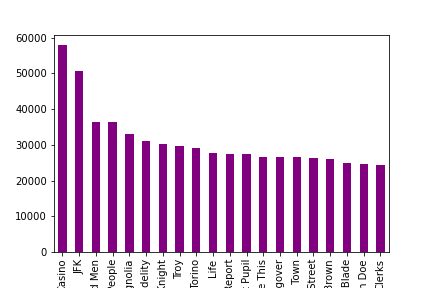 60000
50000
40000
30000
20000
10000
0
Casino
JFK
d Men
People
gnolia
delity
Knight
Troy
Torino
Life
Report
Pupil
e This
gover
Town
Street
Brown
Blade
n Doe
Clerks